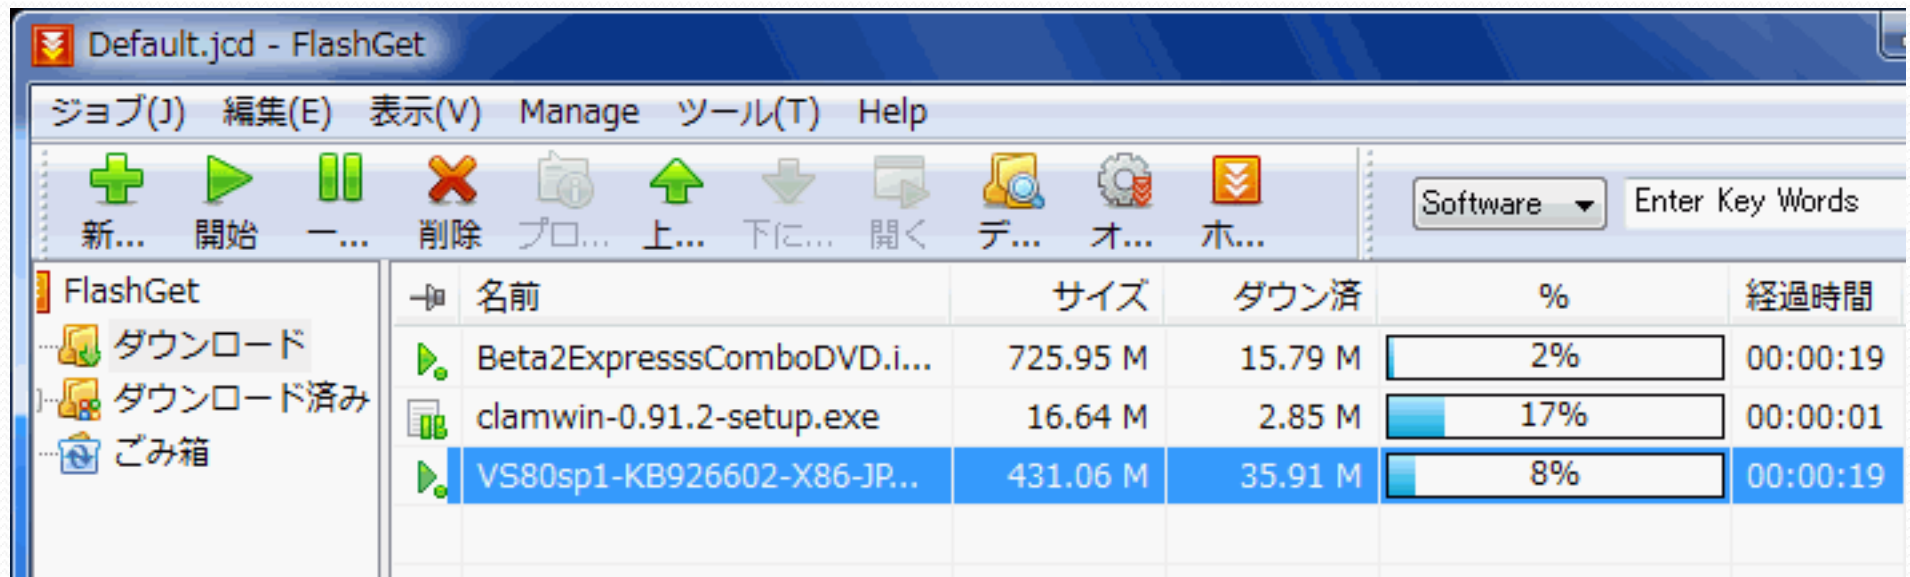 Default.jcd - FlashGet
ジョブ(J) 編集(E) 表示(V) Manage ツール(T) Help
新... 開始 一... 削除 プロ... 上... 下に... 開く デ... オ... ホ... Software Enter Key Words
FlashGet
ダウンロード
ダウンロード済み
ごみ箱
名前 サイズ ダウン済 % 経過時間
Beta2ExpresssComboDVD.i... 725.95 M 15.79 M 2% 00:00:19
clamwin-0.91.2-setup.exe 16.64 M 2.85 M 17% 00:00:01
VS80sp1-KB926602-X86-JP... 431.06 M 35.91 M 8% 00:00:19